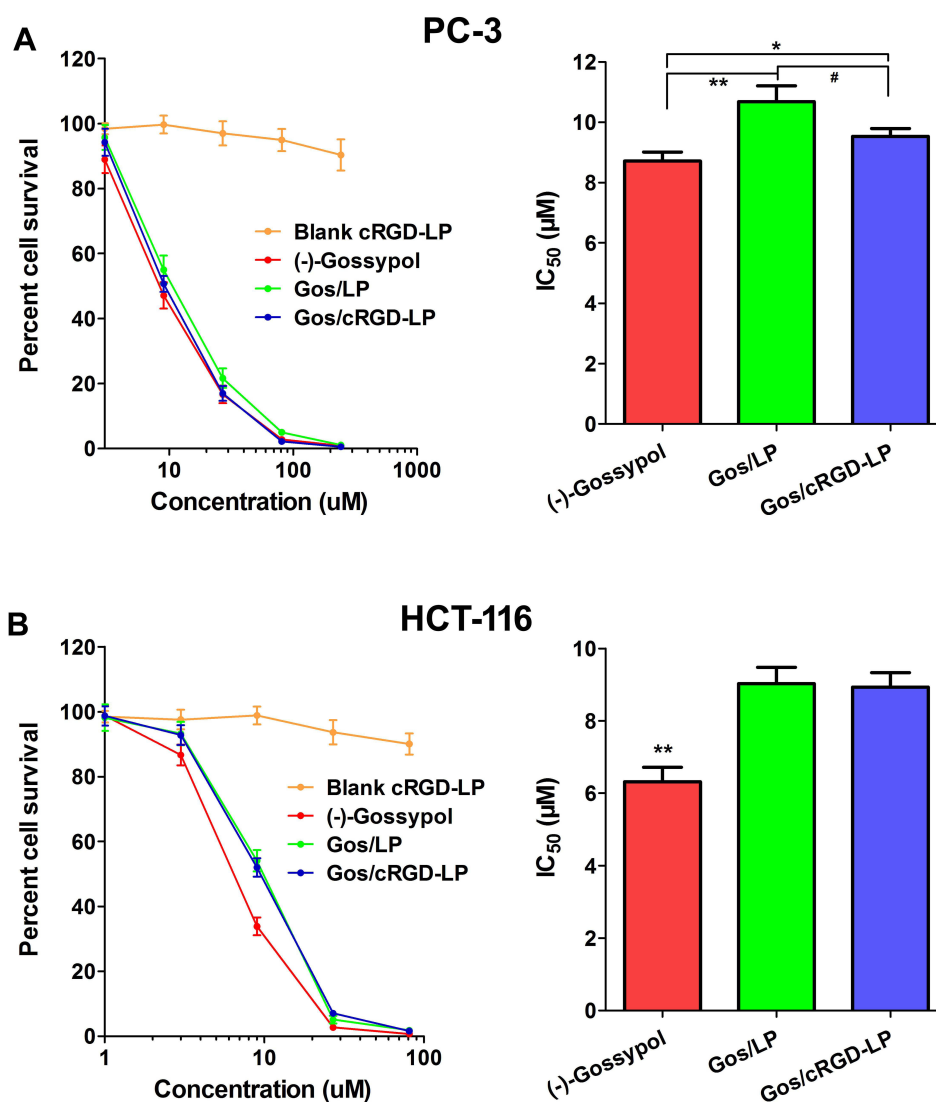 A
PC-3
120
100
80
60
40
20
0
Percent cell survival
10
100
1000
Concentration (uM)
Blank cRGD-LP
(-)-Gossypol
Gos/LP
Gos/cRGD-LP
12
10
8
6
4
2
0
IC50 (µM)
*
**
#
(-)-Gossypol
Gos/LP
Gos/cRGD-LP
B
HCT-116
120
100
80
60
40
20
0
Percent cell survival
1
10
100
Concentration (uM)
Blank cRGD-LP
(-)-Gossypol
Gos/LP
Gos/cRGD-LP
10
8
6
4
2
0
IC50 (µM)
**
(-)-Gossypol
Gos/LP
Gos/cRGD-LP